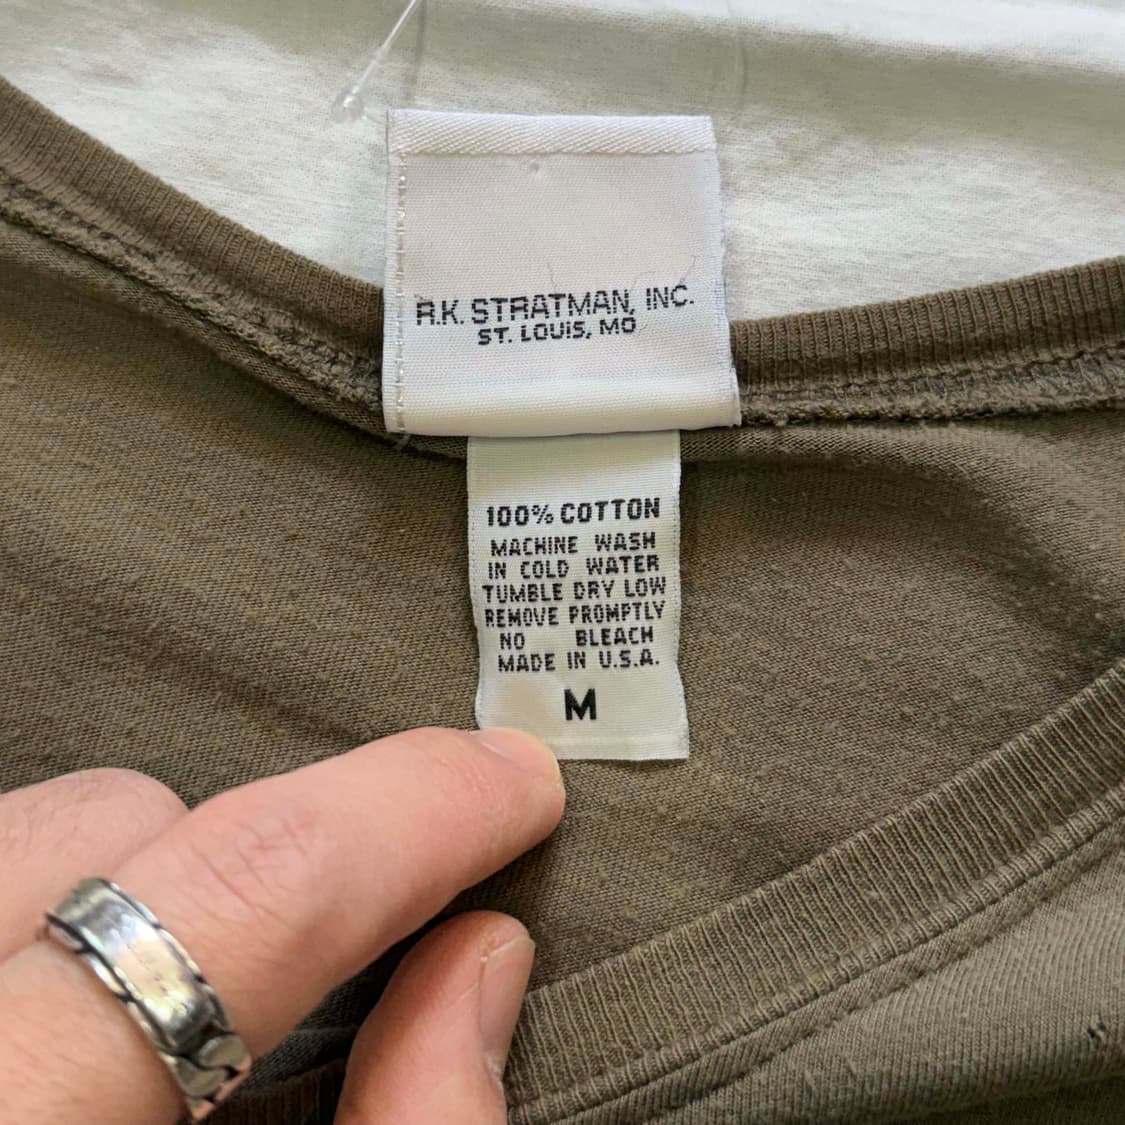 R.K. STRATMAN, INC.
ST. LOUIS, MO
100% COTTON
MACHINE WASH
IN COLD WATER
TUMBLE DRY LOW
REMOVE PROMPTLY
NO BLEACH
MADE IN U.S.A.
M